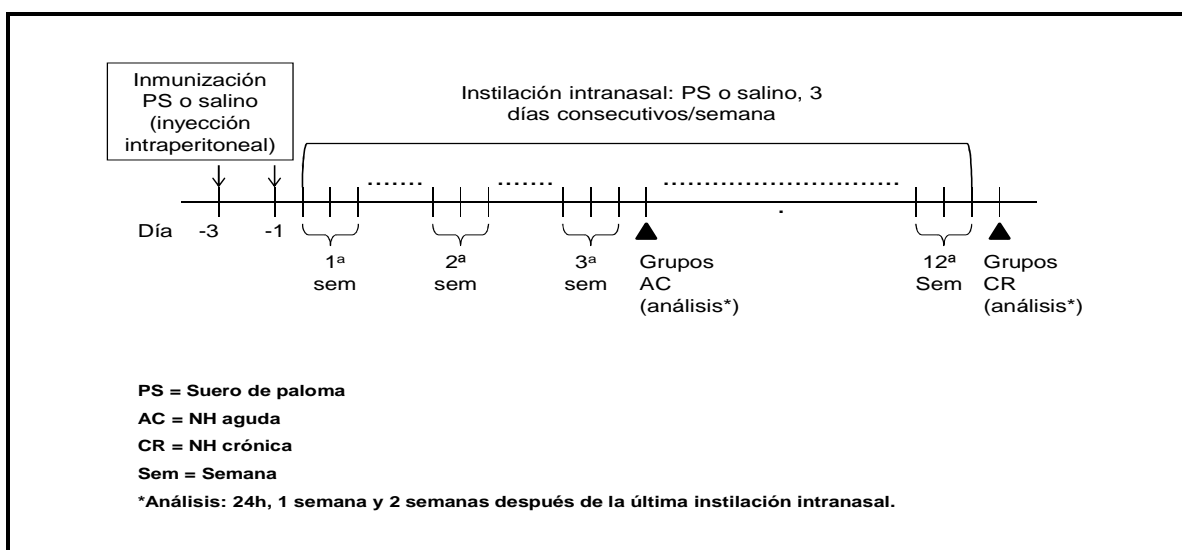 Inmunización
PS o salino
(inyección
intraperitoneal)
Instilación intranasal: PS o salino, 3
días consecutivos/semana
Día -3 -1
1ª
sem
2ª
sem
3ª
sem
Grupos
AC
(análisis*)
12ª
Sem
Grupos
CR
(análisis*)
PS = Suero de paloma
AC = NH aguda
CR = NH crónica
Sem = Semana
*Análisis: 24h, 1 semana y 2 semanas después de la última instilación intranasal.